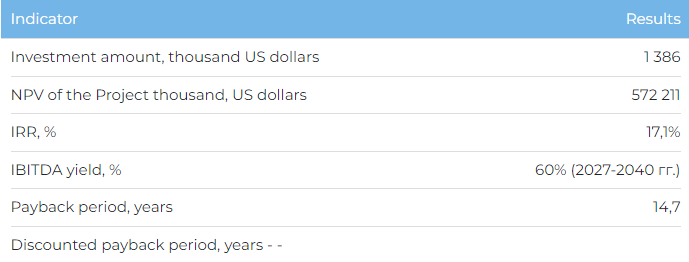 Indicator Results
Investment amount, thousand US dollars 1 386
NPV of the Project thousand, US dollars 572 211
IRR, % 17,1%
IBITDA yield, % 60% (2027-2040 гг.)
Payback period, years 14,7
Discounted payback period, years - -